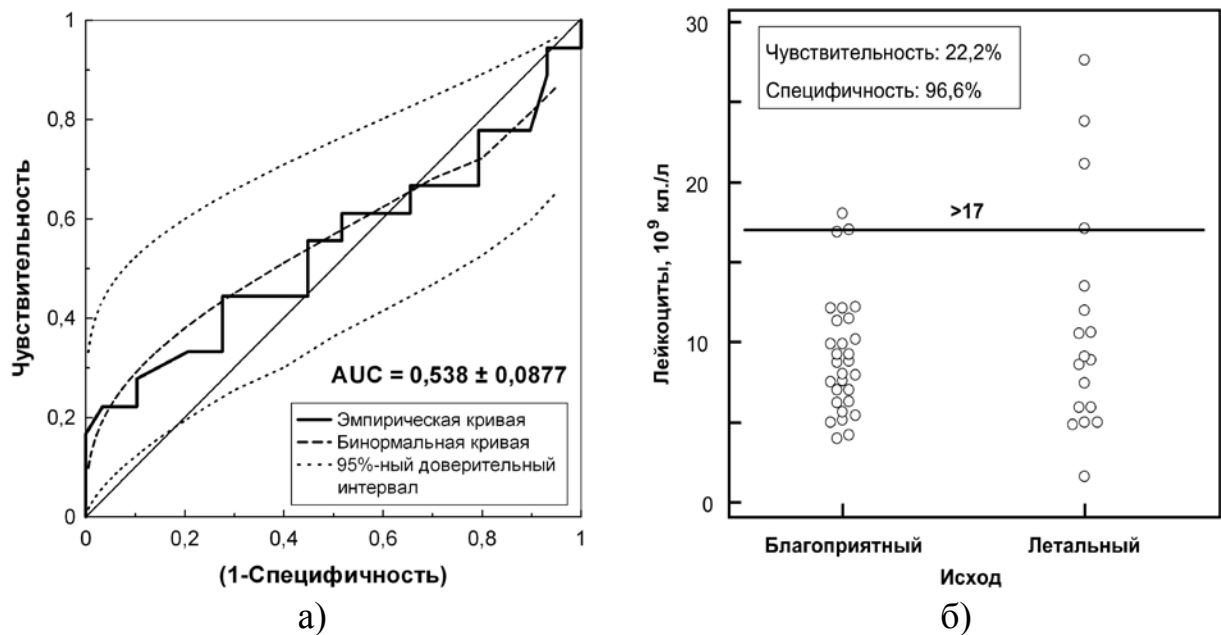 Чувствительность
1
0,8
0,6
0,4
0,2
0
0
0,2
0,4
0,6
0,8
1
(1-Специфичность)
AUC = 0,538 ± 0,0877
Эмпирическая кривая
Бинормальная кривая
95%-ный доверительный
интервал
а)
Лейкоциты, 10⁹ кл./л
30
20
10
0
Чувствительность: 22,2%
Специфичность: 96,6%
>17
Благоприятный
Летальный
Исход
б)